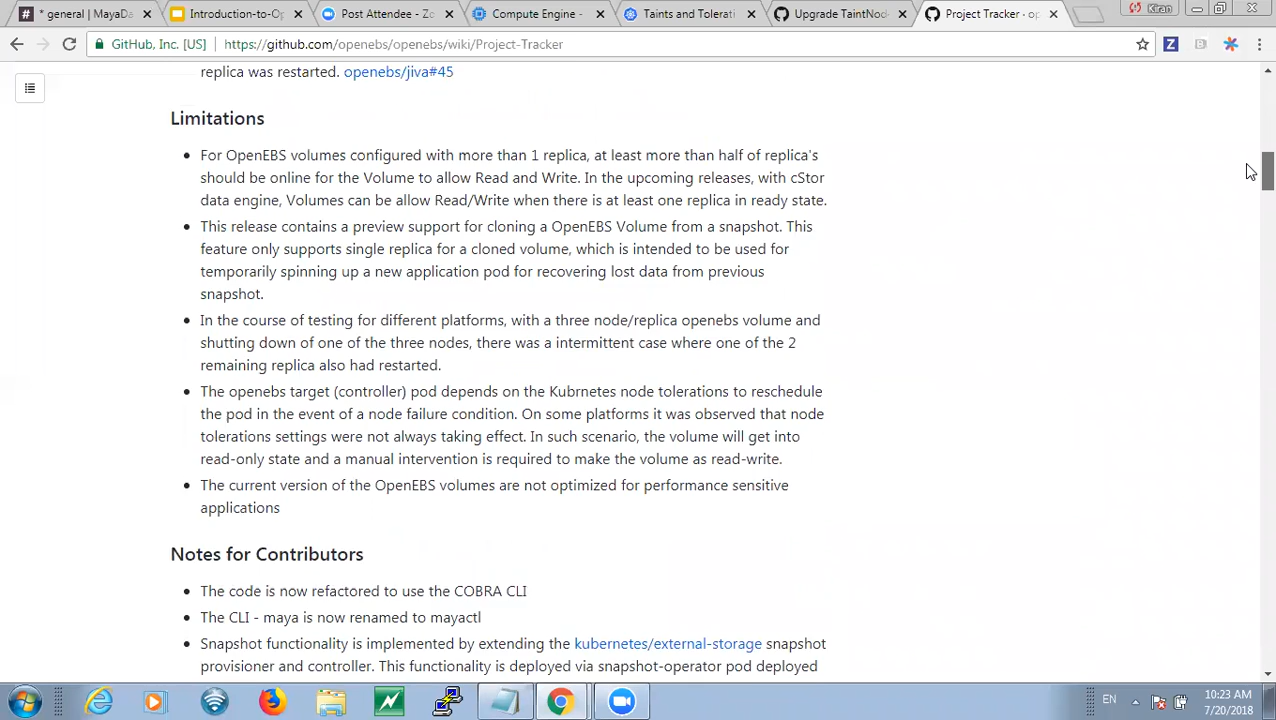 * general | MayaDa
Introduction-to-Op
Post Attendee - Zo
Compute Engine -
Taints and Tolerat
Upgrade TaintNod
Project Tracker · op
Kiran
GitHub, Inc. [US]
https://github.com/openebs/openebs/wiki/Project-Tracker
replica was restarted. openebs/jiva#45
Limitations
For OpenEBS volumes configured with more than 1 replica, at least more than half of replica's
should be online for the Volume to allow Read and Write. In the upcoming releases, with cStor
data engine, Volumes can be allow Read/Write when there is at least one replica in ready state.
This release contains a preview support for cloning a OpenEBS Volume from a snapshot. This
feature only supports single replica for a cloned volume, which is intended to be used for
temporarily spinning up a new application pod for recovering lost data from previous
snapshot.
In the course of testing for different platforms, with a three node/replica openebs volume and
shutting down of one of the three nodes, there was a intermittent case where one of the 2
remaining replica also had restarted.
The openebs target (controller) pod depends on the Kubrnetes node tolerations to reschedule
the pod in the event of a node failure condition. On some platforms it was observed that node
tolerations settings were not always taking effect. In such scenario, the volume will get into
read-only state and a manual intervention is required to make the volume as read-write.
The current version of the OpenEBS volumes are not optimized for performance sensitive
applications
Notes for Contributors
The code is now refactored to use the COBRA CLI
The CLI - maya is now renamed to mayactl
Snapshot functionality is implemented by extending the kubernetes/external-storage snapshot
provisioner and controller. This functionality is deployed via snapshot-operator pod deployed
EN
10:23 AM
7/20/2018